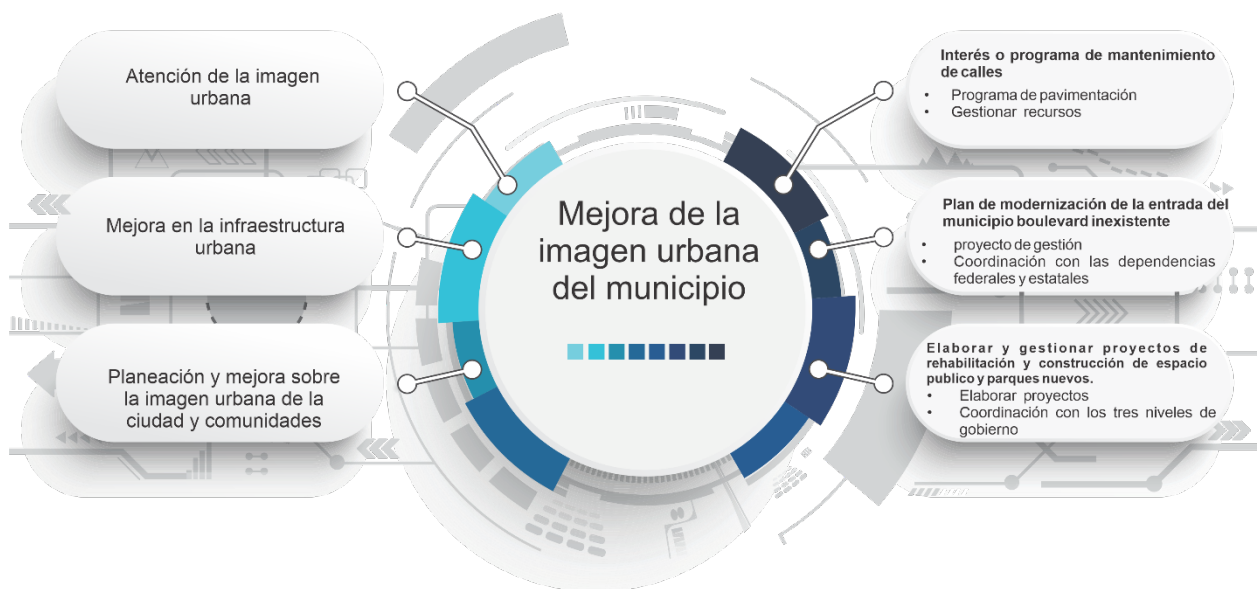 Atención de la imagen
urbana
Mejora en la infraestructura
urbana
Planeación y mejora sobre
la imagen urbana de la
ciudad y comunidades
Mejora de la
imagen urbana
del municipio
Interés o programa de mantenimiento
de calles
• Programa de pavimentación
• Gestionar recursos
Plan de modernización de la entrada del
municipio boulevard inexistente
• proyecto de gestión
• Coordinación con las dependencias
federales y estatales
Elaborar y gestionar proyectos de
rehabilitación y construcción de espacio
publico y parques nuevos.
• Elaborar proyectos
• Coordinación con los tres niveles de
gobierno